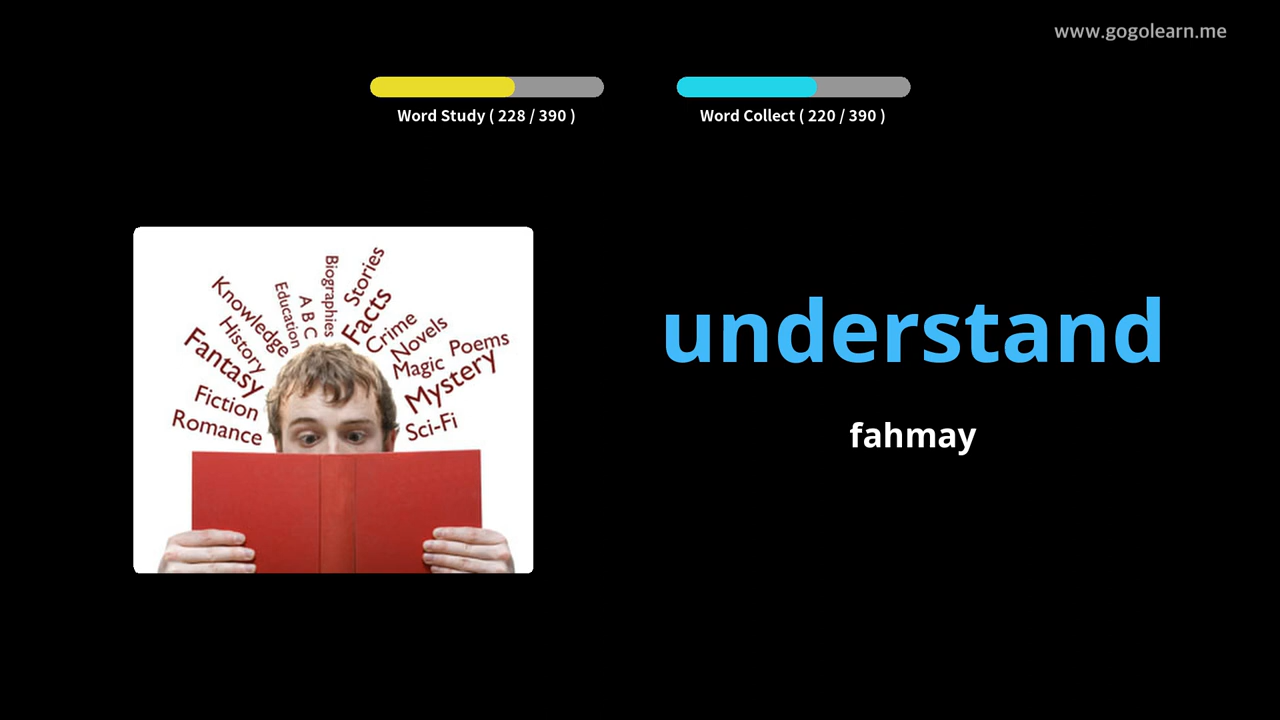 www.gogolearn.me
Word Study ( 228 / 390 )
Word Collect ( 220 / 390 )
understand
fahmay
Knowledge
History
Fantasy
Fiction
Romance
Education
A B C
Biographies
Stories
Facts
Crime
Novels
Magic
Poems
Mystery
Sci-Fi